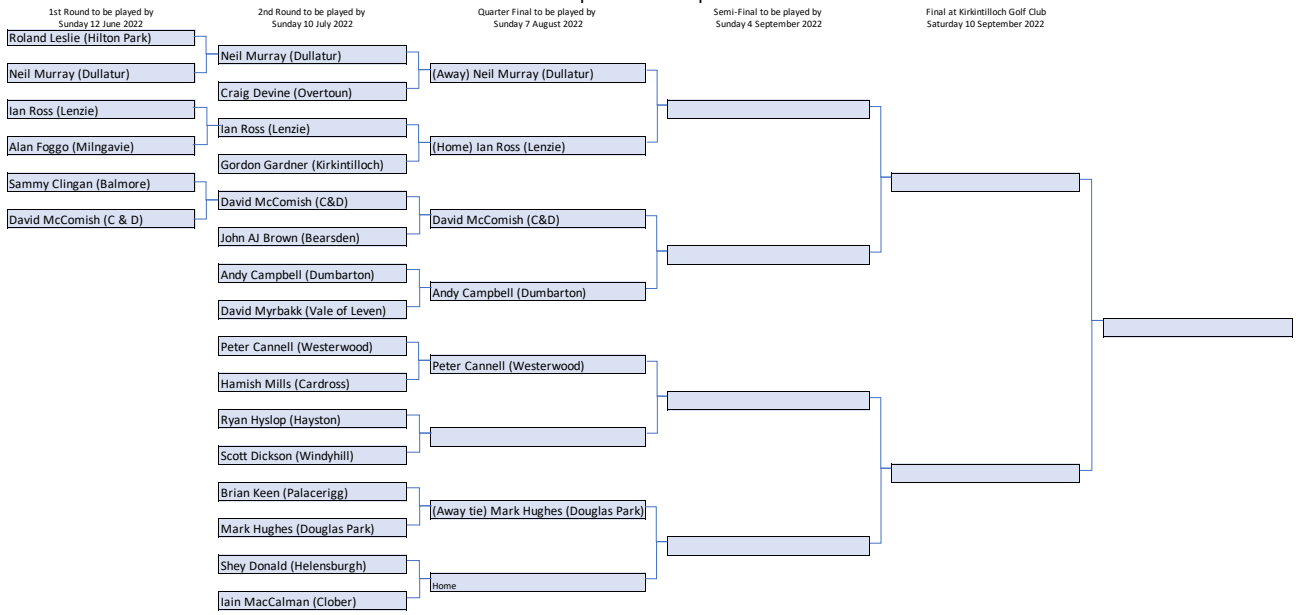 1st Round to be played by
Sunday 12 June 2022
2nd Round to be played by
Sunday 10 July 2022
Quarter Final to be played by
Sunday 7 August 2022
Semi-Final to be played by
Sunday 4 September 2022
Final at Kirkintilloch Golf Club
Saturday 10 September 2022
Roland Leslie (Hilton Park)
Neil Murray (Dullatur)
Ian Ross (Lenzie)
Alan Foggo (Milngavie)
Sammy Clingan (Balmore)
David McComish (C & D)
Neil Murray (Dullatur)
Craig Devine (Overtoun)
Ian Ross (Lenzie)
Gordon Gardner (Kirkintilloch)
David McComish (C&D)
John AJ Brown (Bearsden)
Andy Campbell (Dumbarton)
David Myrbakk (Vale of Leven)
Peter Cannell (Westerwood)
Hamish Mills (Cardross)
Ryan Hyslop (Hayston)
Scott Dickson (Windyhill)
Brian Keen (Palacerigg)
Mark Hughes (Douglas Park)
Shey Donald (Helensburgh)
Iain MacCalman (Clober)
(Away) Neil Murray (Dullatur)
(Home) Ian Ross (Lenzie)
David McComish (C&D)
Andy Campbell (Dumbarton)
Peter Cannell (Westerwood)
(Away tie) Mark Hughes (Douglas Park)
Home